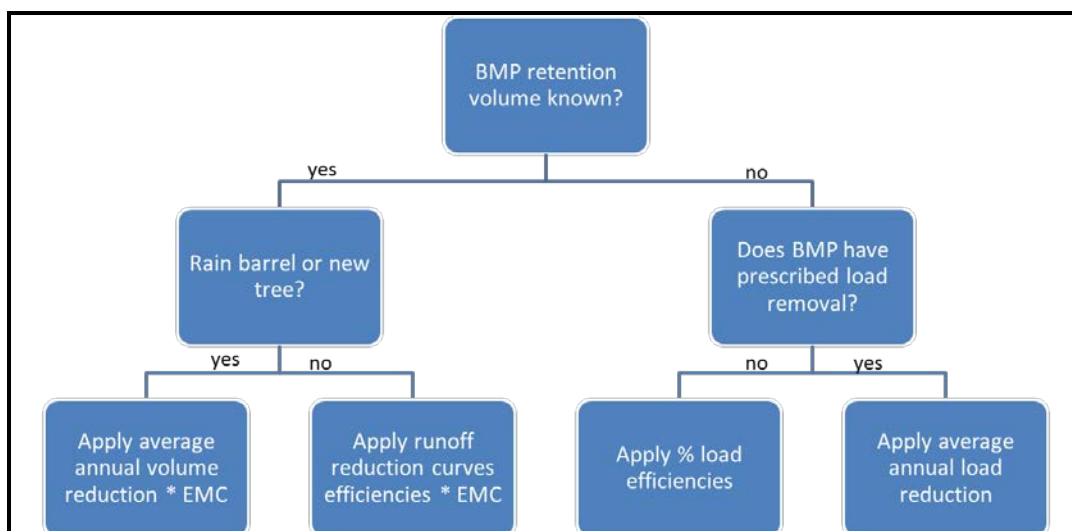 BMP retention
volume known?
yes
no
Rain barrel or new
tree?
Does BMP have
prescribed load
removal?
yes
no
no
yes
Apply average
annual volume
reduction * EMC
Apply runoff
reduction curves
efficiencies * EMC
Apply % load
efficiencies
Apply average
annual load
reduction